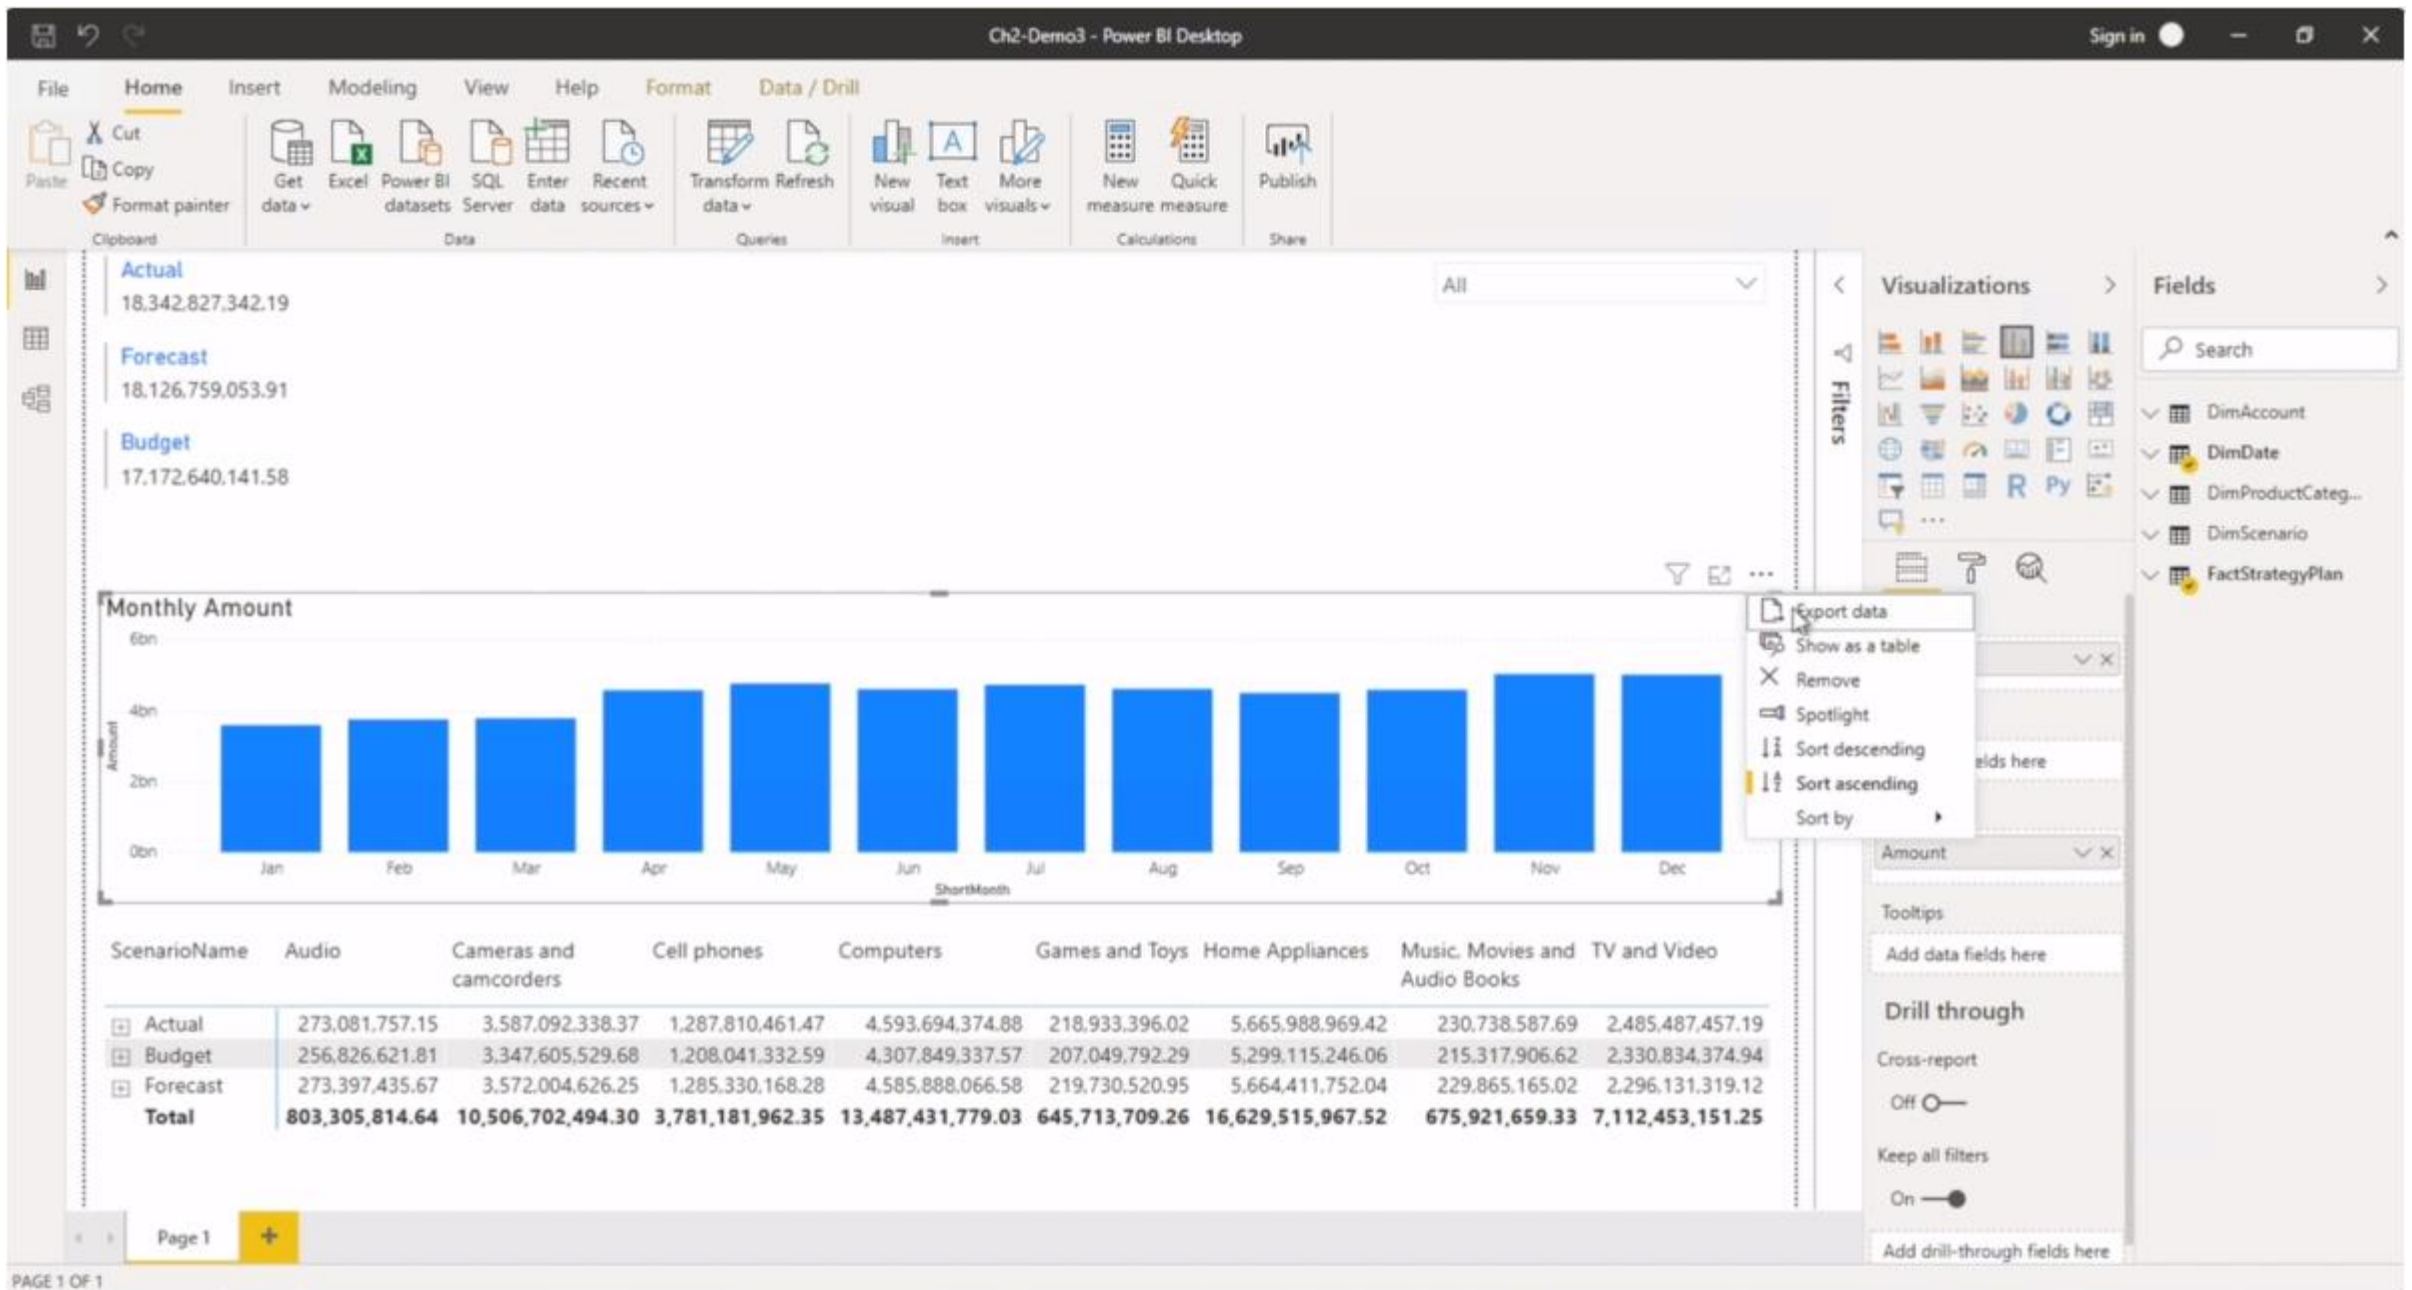 Ch2-Demo3 - Power BI Desktop
Sign in
File Home Insert Modeling View Help Format Data / Drill
Paste
Cut
Copy
Format painter
Clipboard
Get data
Excel
Power BI datasets
SQL Server
Enter data
Recent sources
Data
Transform data
Refresh
Queries
New visual
Text box
More visuals
Insert
New measure
Quick measure
Calculations
Publish
Share
Actual
18,342,827,342.19
Forecast
18,126,759,053.91
Budget
17,172,640,141.58
All
Monthly Amount
6bn
4bn
2bn
0bn
Amount
Jan Feb Mar Apr May Jun Jul Aug Sep Oct Nov Dec
ShortMonth
Export data
Show as a table
Remove
Spotlight
Sort descending
Sort ascending
Sort by
ScenarioName Audio Cameras and camcorders Cell phones Computers Games and Toys Home Appliances Music, Movies and Audio Books TV and Video
Actual 273,081,757.15 3,587,092,338.37 1,287,810,461.47 4,593,694,374.88 218,933,396.02 5,665,988,969.42 230,738,587.69 2,485,487,457.19
Budget 256,826,621.81 3,347,605,529.68 1,208,041,332.59 4,307,849,337.57 207,049,792.29 5,299,115,246.06 215,317,906.62 2,330,834,374.94
Forecast 273,397,435.67 3,572,004,626.25 1,285,330,168.28 4,585,888,066.58 219,730,520.95 5,664,411,752.04 229,865,165.02 2,296,131,319.12
Total 803,305,814.64 10,506,702,494.30 3,781,181,962.35 13,487,431,779.03 645,713,709.26 16,629,515,967.52 675,921,659.33 7,112,453,151.25
Page 1
PAGE 1 OF 1
Filters
Visualizations
R Py
elds here
Amount
Tooltips
Add data fields here
Drill through
Cross-report
Off
Keep all filters
On
Add drill-through fields here
Fields
Search
DimAccount
DimDate
DimProductCateg...
DimScenario
FactStrategyPlan